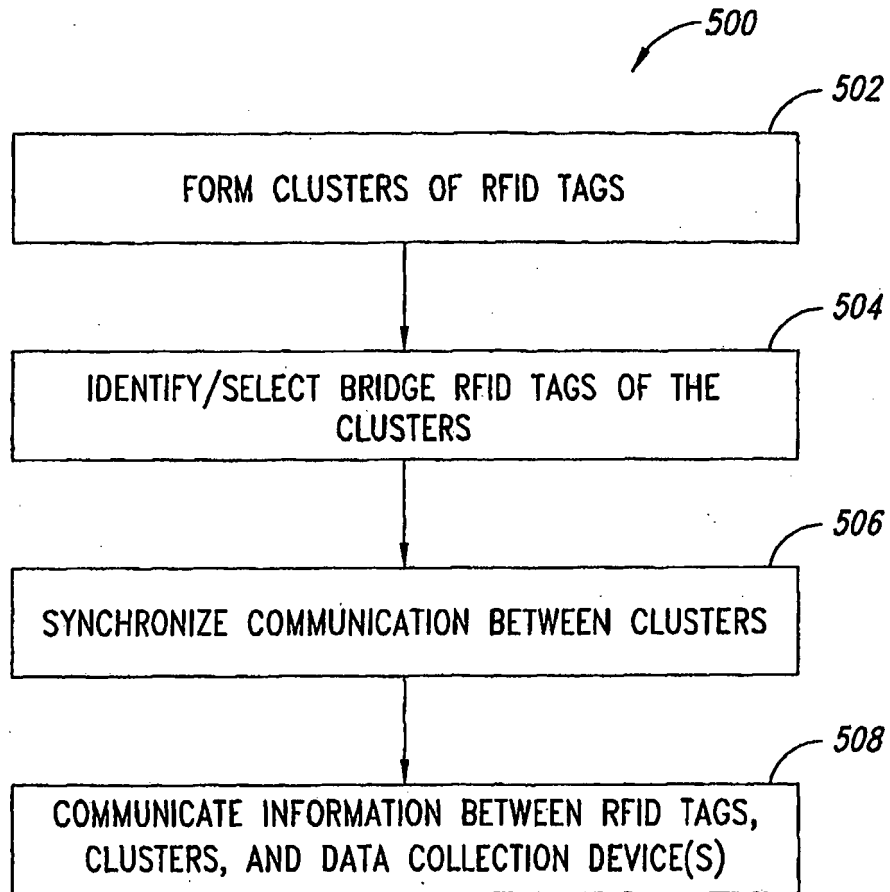 500
502
FORM CLUSTERS OF RFID TAGS
504
IDENTIFY/SELECT BRIDGE RFID TAGS OF THE
CLUSTERS
506
SYNCHRONIZE COMMUNICATION BETWEEN CLUSTERS
508
COMMUNICATE INFORMATION BETWEEN RFID TAGS,
CLUSTERS, AND DATA COLLECTION DEVICE(S)